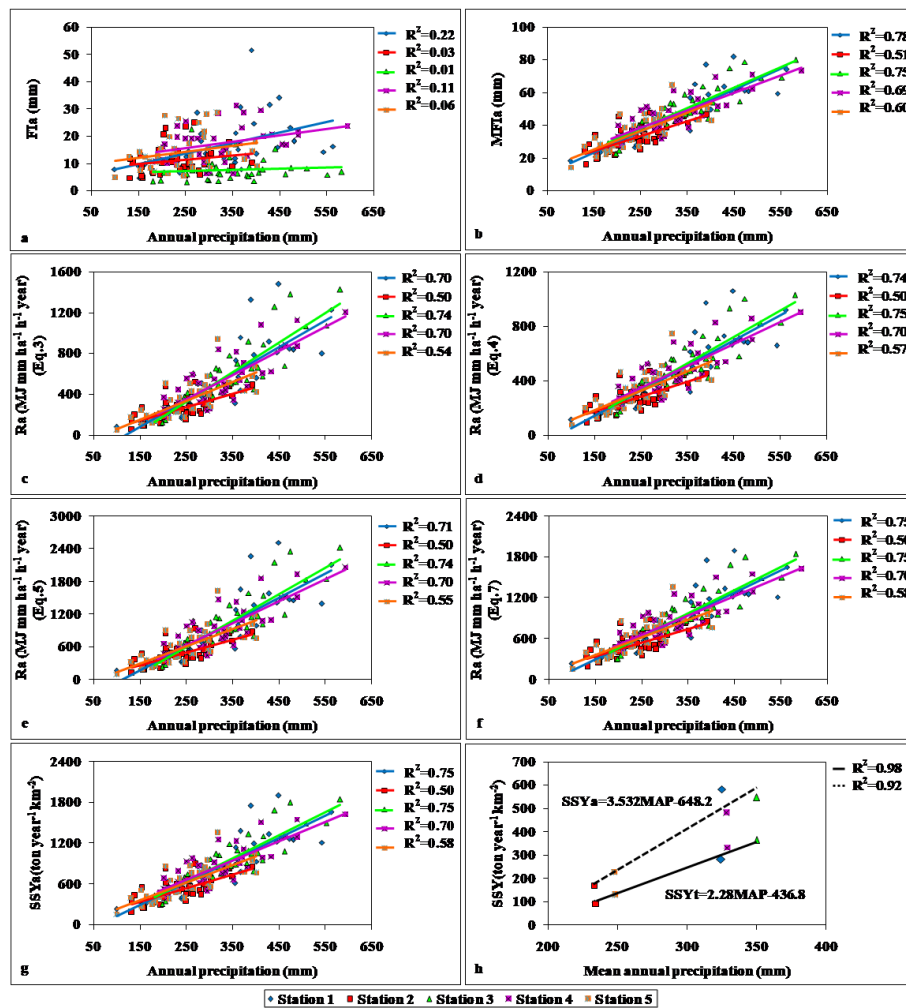 60
50
40
30
20
10
0
FIa (mm)
R²=0.22
R²=0.03
R²=0.01
R²=0.11
R²=0.06
50 150 250 350 450 550 650
a
Annual precipitation (mm)
80
60
40
20
0
MFIa (mm)
R²=0.78
R²=0.51
R²=0.75
R²=0.69
R²=0.60
50 150 250 350 450 550 650
b
Annual precipitation (mm)
1600
1200
800
400
0
Ra (MJ mm ha⁻¹ h⁻¹ year)
(Eq.3)
R²=0.70
R²=0.50
R²=0.74
R²=0.70
R²=0.54
50 150 250 350 450 550 650
c
Annual precipitation (mm)
1200
800
400
0
Ra (MJ mm ha⁻¹ h⁻¹ year)
(Eq.4)
R²=0.74
R²=0.50
R²=0.75
R²=0.70
R²=0.57
50 150 250 350 450 550 650
d
Annual precipitation (mm)
3000
2400
1800
1200
600
0
Ra (MJ mm ha⁻¹ h⁻¹ year)
(Eq.5)
R²=0.71
R²=0.50
R²=0.74
R²=0.70
R²=0.55
50 150 250 350 450 550 650
e
Annual precipitation (mm)
2400
1800
1200
600
0
Ra (MJ mm ha⁻¹ h⁻¹ year)
(Eq.7)
R²=0.75
R²=0.50
R²=0.75
R²=0.70
R²=0.58
50 150 250 350 450 550 650
f
Annual precipitation (mm)
2400
1800
1200
600
0
SSYa(ton year⁻¹km⁻²)
R²=0.75
R²=0.50
R²=0.75
R²=0.70
R²=0.58
50 150 250 350 450 550 650
g
Annual precipitation (mm)
700
600
500
400
300
200
100
0
SSY(ton year⁻¹km⁻²)
R²=0.98
R²=0.92
SSYa=3.532MAP-648.2
SSYt=2.28MAP-436.8
200 250 300 350 400
h
Mean annual precipitation (mm)
Station 1 Station 2 Station 3 Station 4 Station 5